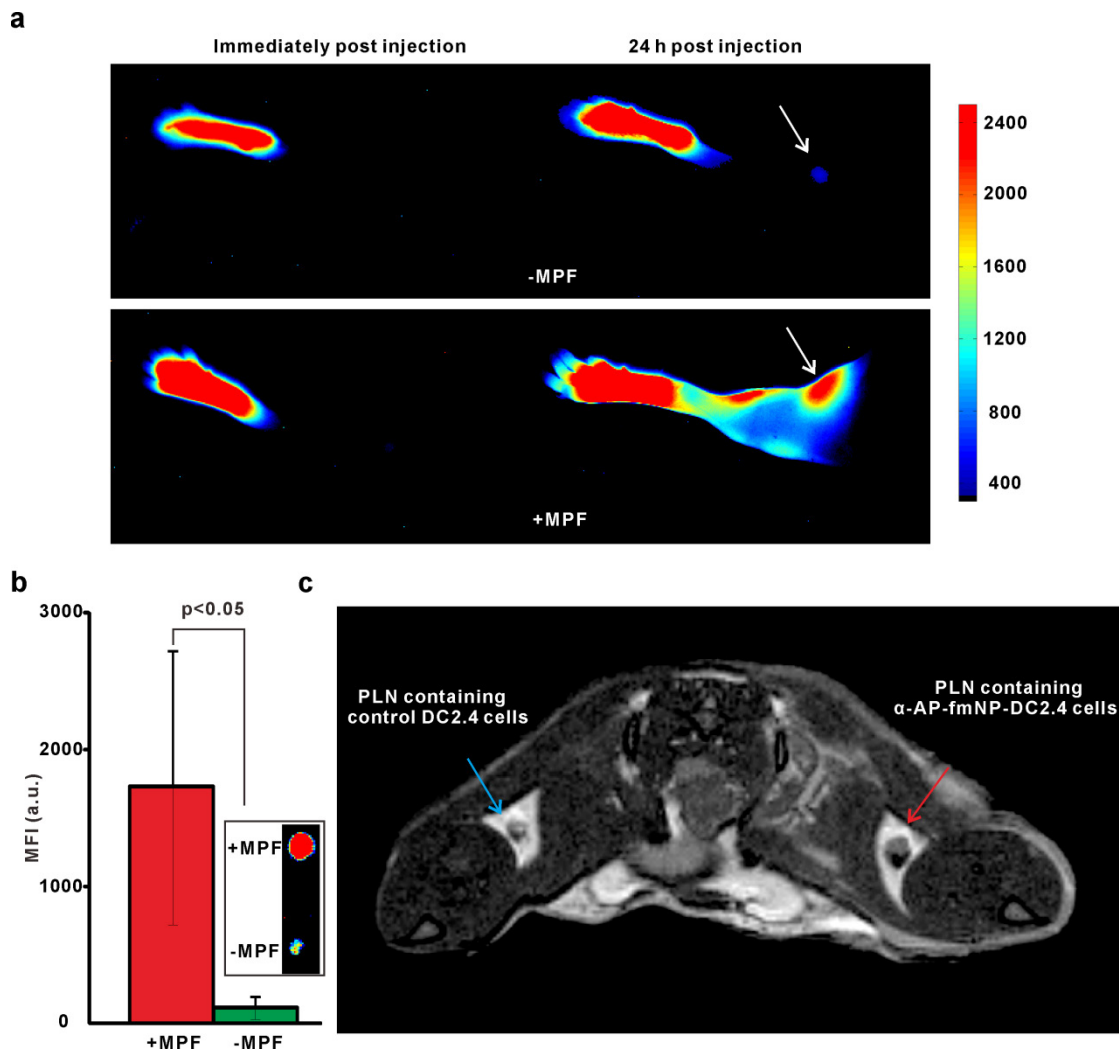 a
Immediately post injection
24 h post injection
-MPF
+MPF
2400
2000
1600
1200
800
400
b
p<0.05
3000
2000
1000
0
MFI (a.u.)
+MPF
-MPF
+MPF
-MPF
c
PLN containing
control DC2.4 cells
PLN containing
α-AP-fmNP-DC2.4 cells